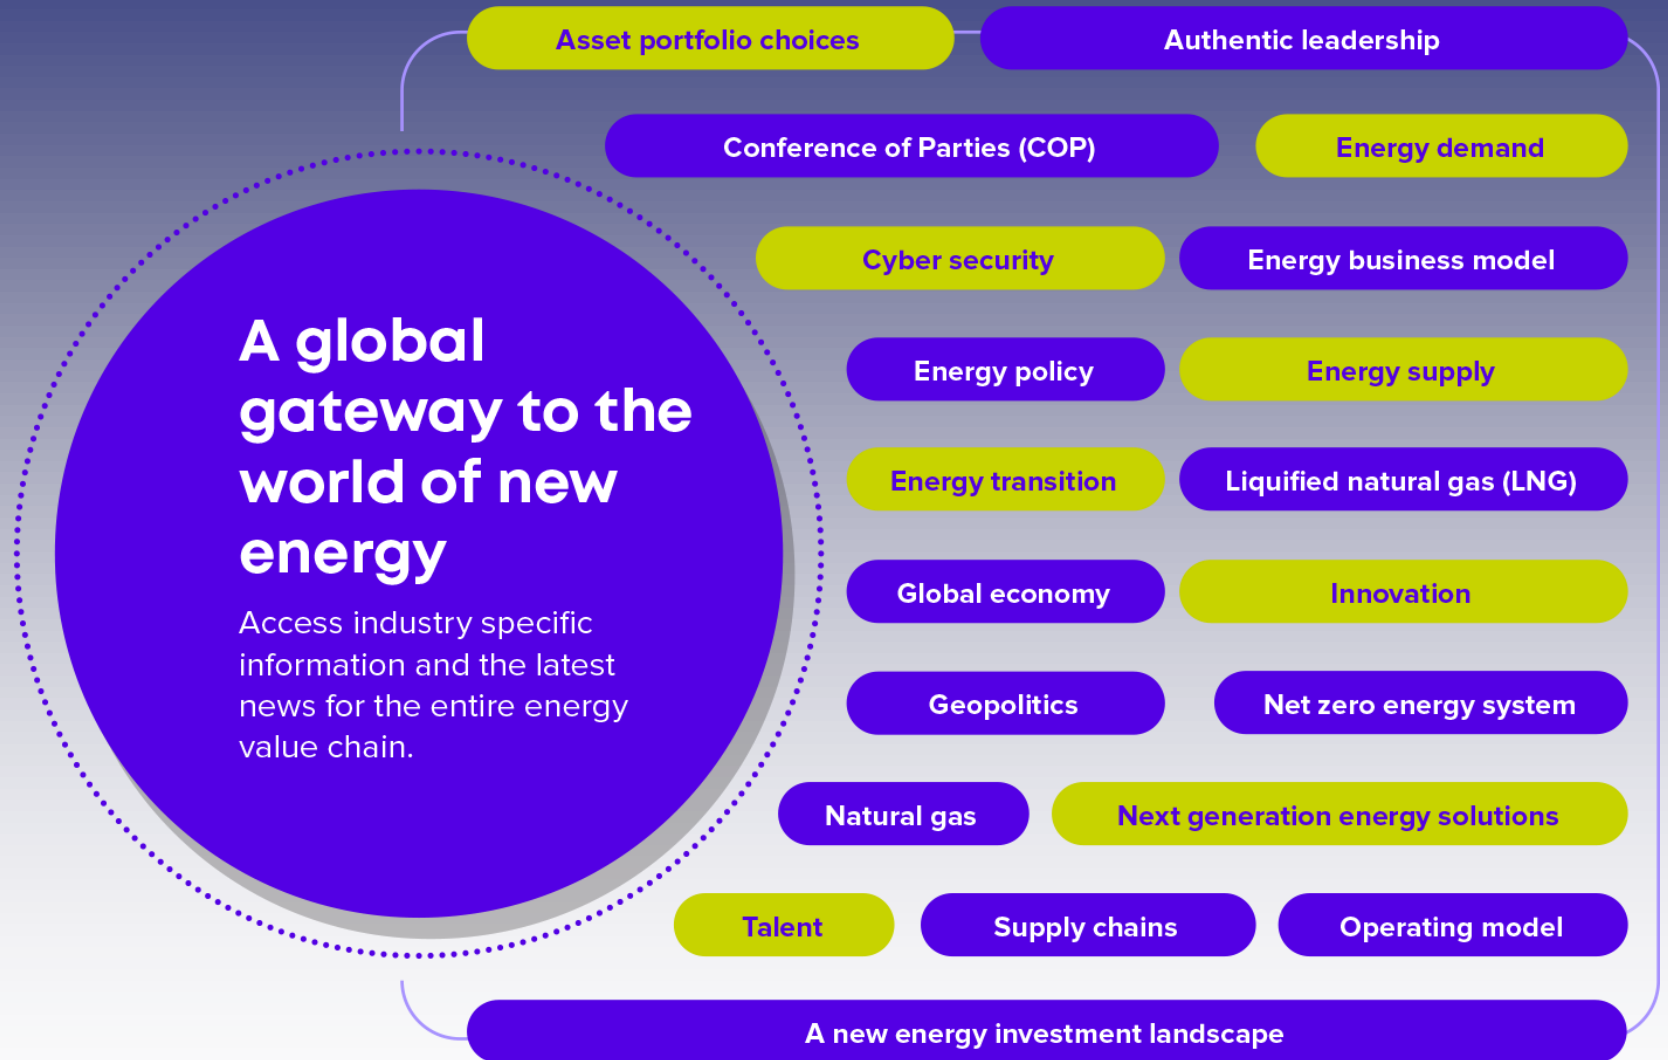 Asset portfolio choices
Authentic leadership
Conference of Parties (COP)
Energy demand
Cyber security
Energy business model
Energy policy
Energy supply
Energy transition
Liquified natural gas (LNG)
Global economy
Innovation
Geopolitics
Net zero energy system
Natural gas
Next generation energy solutions
Talent
Supply chains
Operating model
A new energy investment landscape
A global
gateway to the
world of new
energy
Access industry specific
information and the latest
news for the entire energy
value chain.